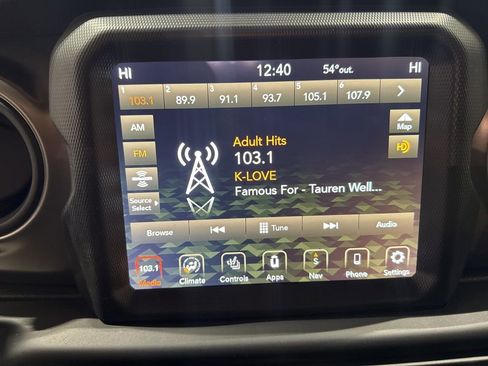 HI 12:40 54°out. HI
1 103.1 2 89.9 3 91.1 4 93.7 5 105.1 6 107.9
AM
Map
FM
HD
Adult Hits
103.1
K-LOVE
Famous For - Tauren Well...
Source
Select
Browse Tune Audio
103.1 S
Media Climate Controls Apps Nav Phone Settings